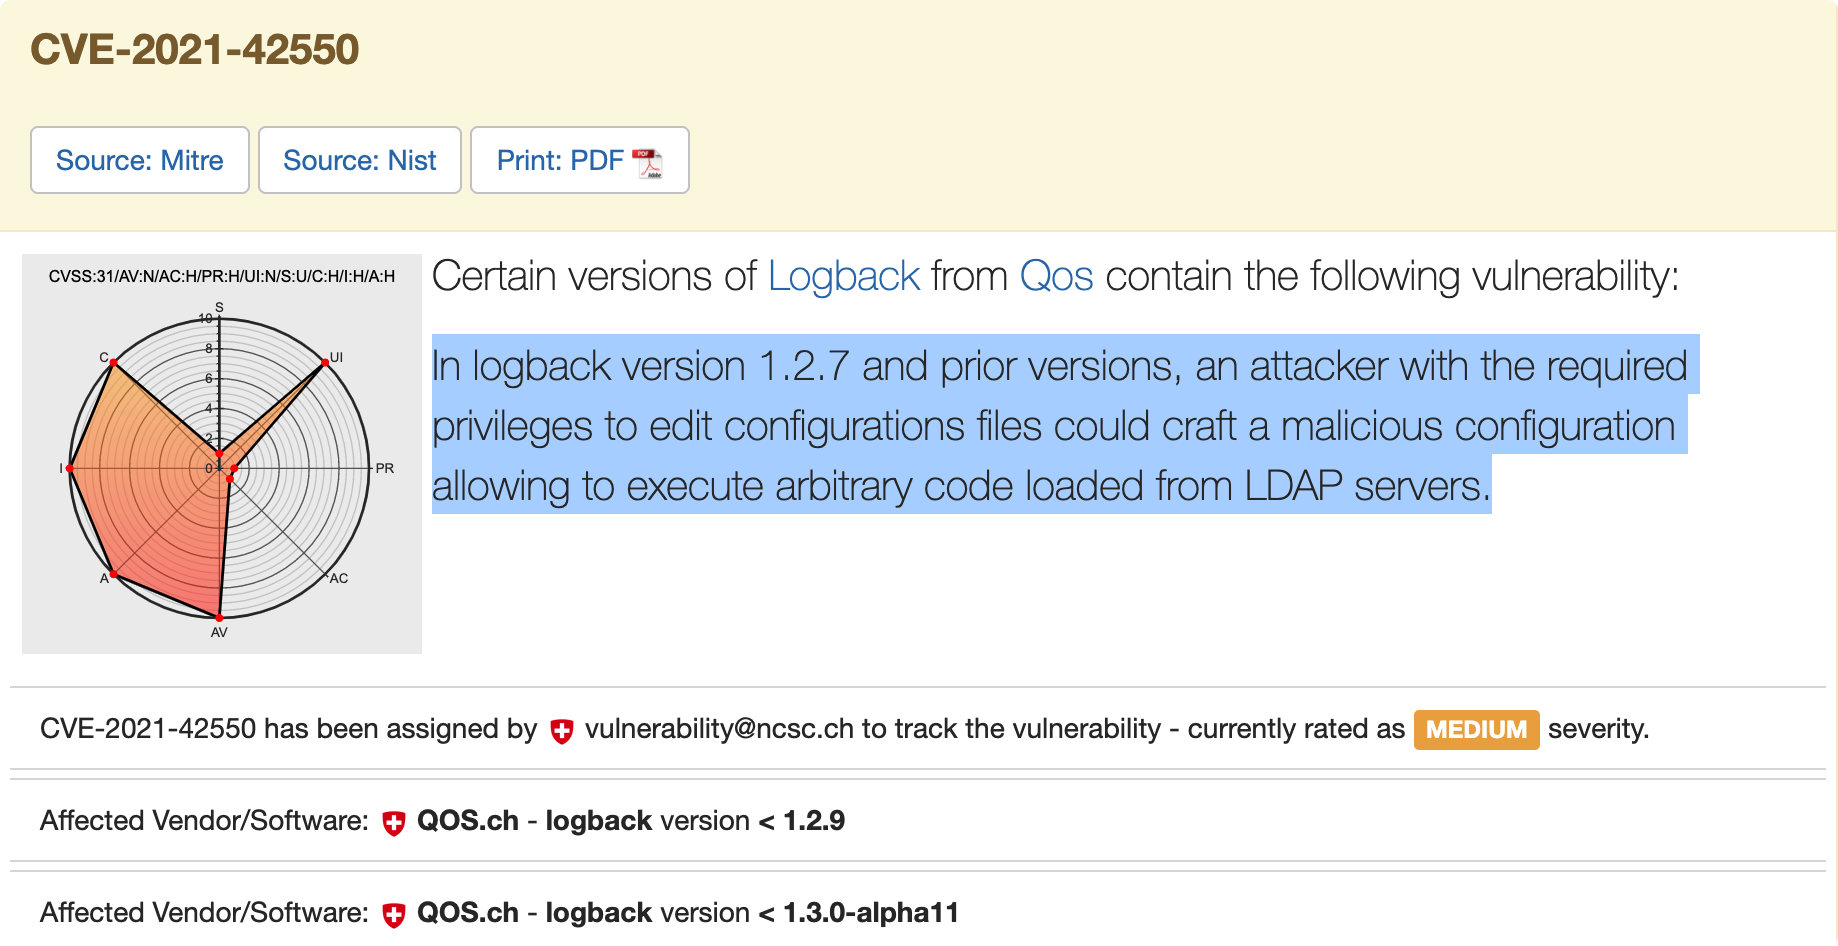 CVE-2021-42550
Source: Mitre
Source: Nist
Print: PDF
CVSS:31/AV:N/AC:H/PR:H/UI:N/S:U/C:H/I:H/A:H
S
10
8
6
4
2
0
C
UI
I
PR
A
AC
AV
Certain versions of Logback from Qos contain the following vulnerability:
In logback version 1.2.7 and prior versions, an attacker with the required
privileges to edit configurations files could craft a malicious configuration
allowing to execute arbitrary code loaded from LDAP servers.
CVE-2021-42550 has been assigned by vulnerability@ncsc.ch to track the vulnerability - currently rated as MEDIUM severity.
Affected Vendor/Software: QOS.ch - logback version < 1.2.9
Affected Vendor/Software: QOS.ch - logback version < 1.3.0-alpha11